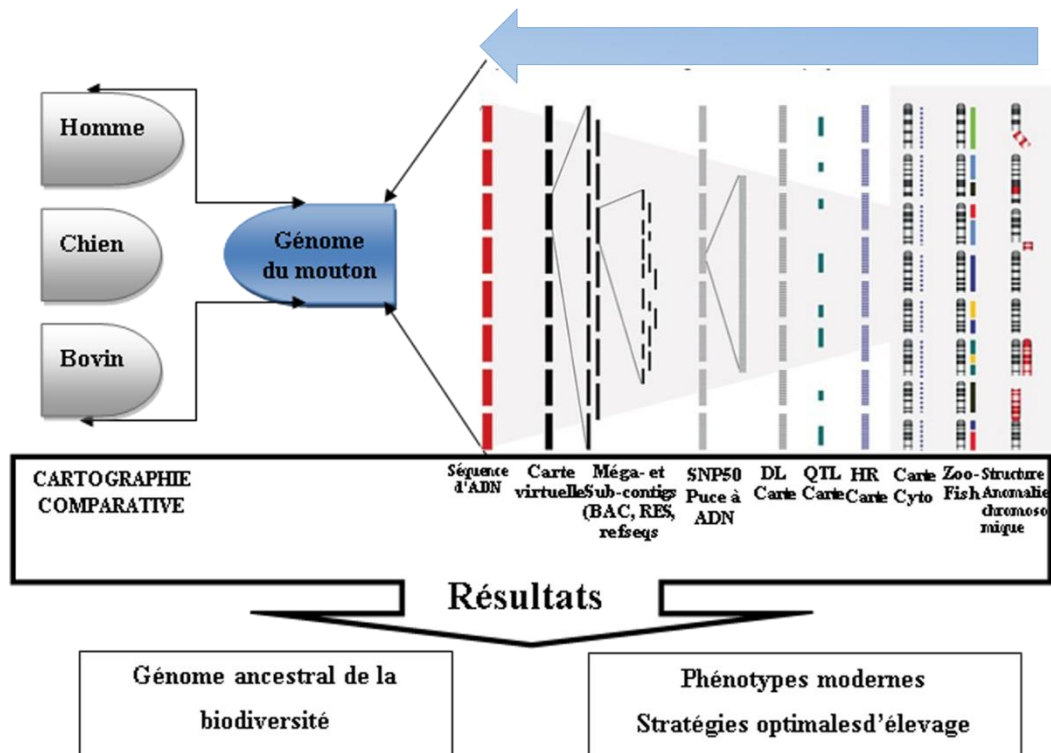 Homme
Chien
Bovin
Génome
du mouton
CARTOGRAPHIE
COMPARATIVE
Séquence
d'ADN
Carte
virtuelle
Méga- et
Sub-contigs
(BAC, RES,
refseqs
SNP50
Puce à
ADN
DL
Carte
QTL
Carte
HR
Carte
Carte
Cyto
Zoo-
Fish
Structure
Anomalie
chromoso
mique
Résultats
Génome ancestral de la
biodiversité
Phénotypes modernes
Stratégies optimalesd'élevage